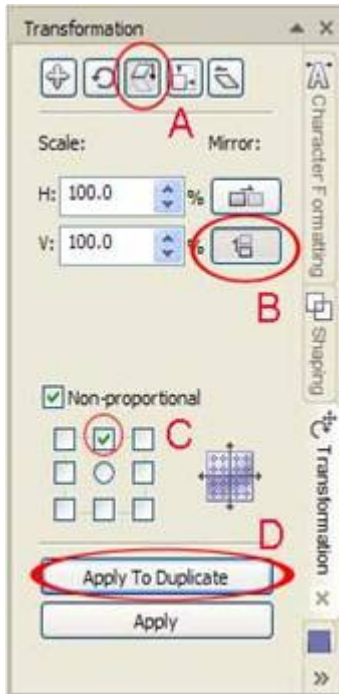 Transformation
A
Scale: Mirror:
H: 100.0 %
V: 100.0 %
B
Non-proportional
C
D
Apply To Duplicate
Apply
Character Formatting
Shaping
Transformation